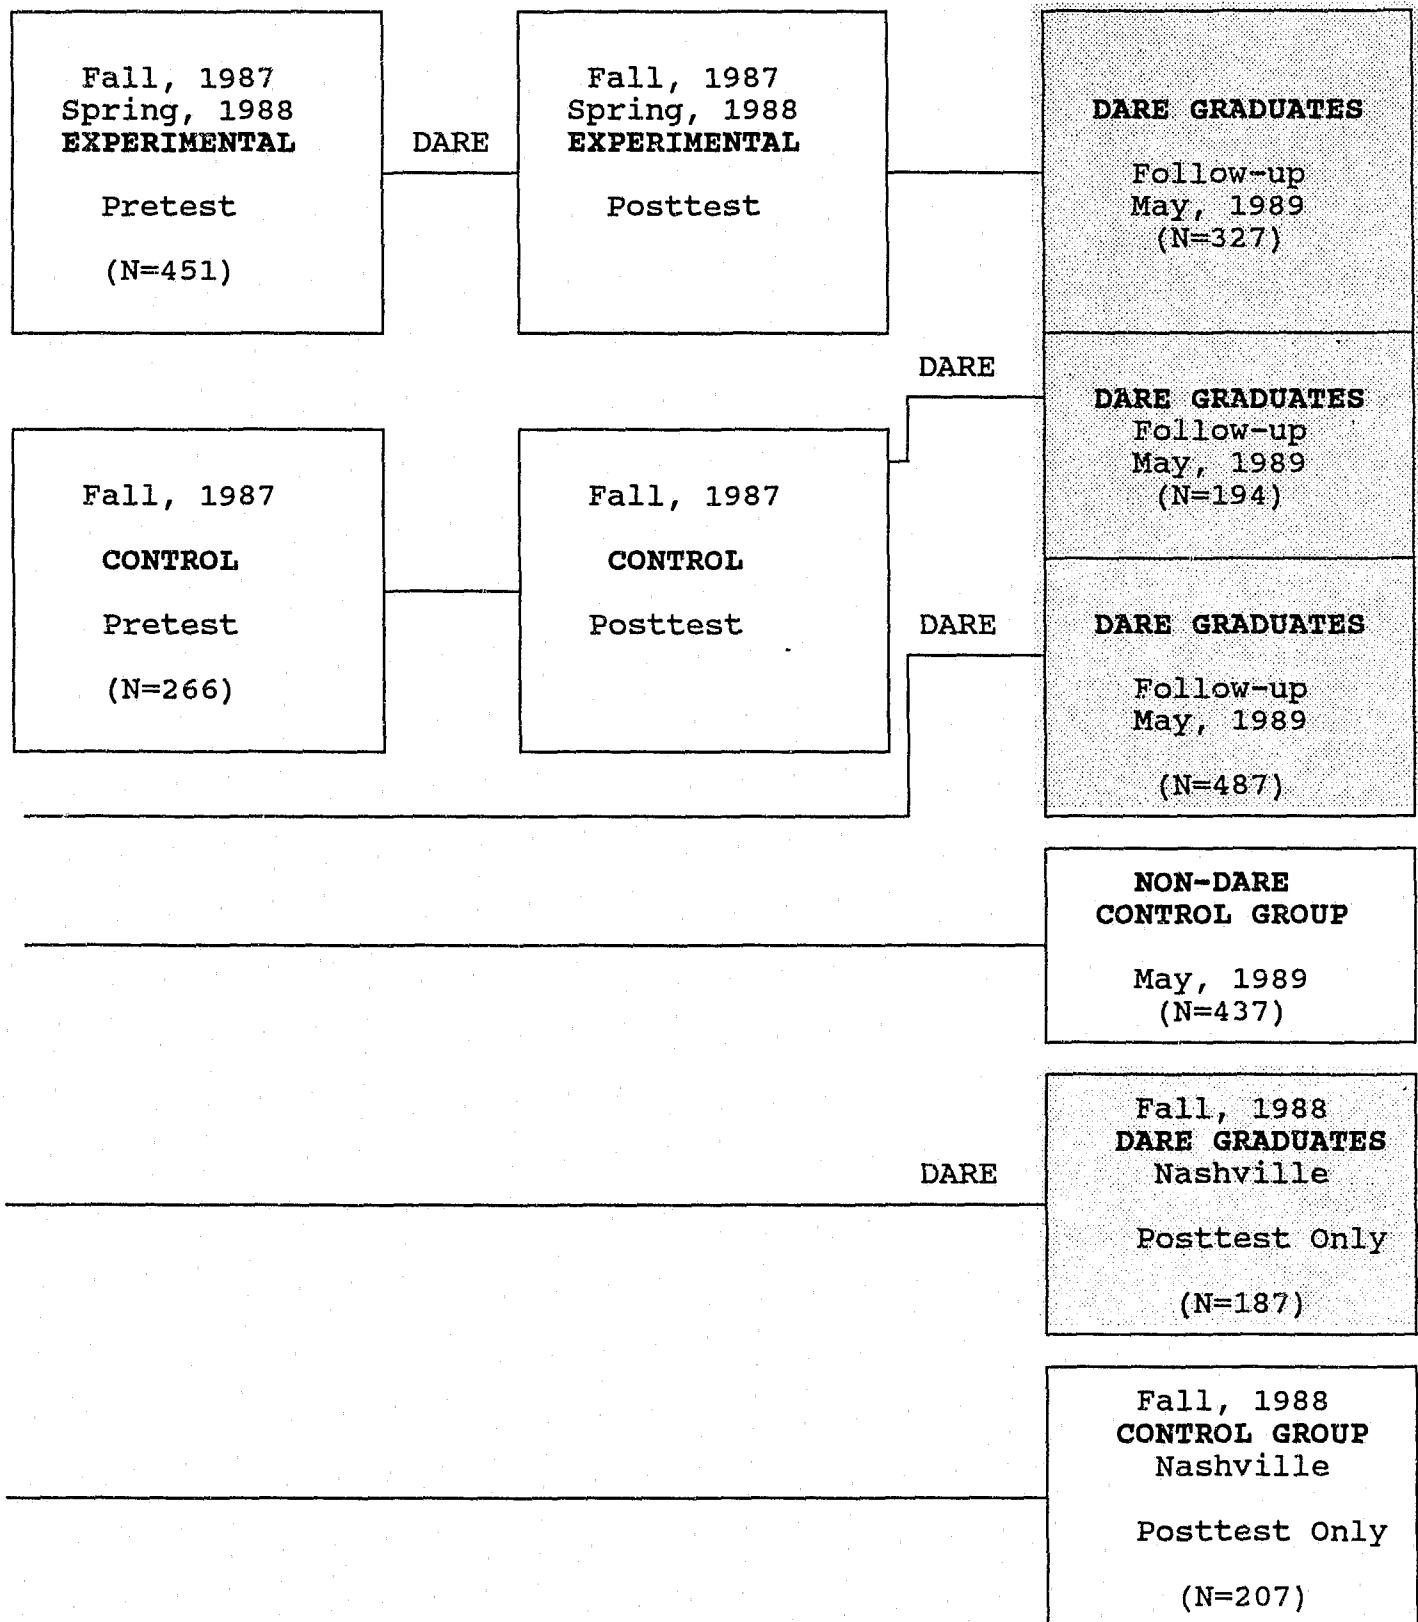 Fall, 1987
Spring, 1988
EXPERIMENTAL
Pretest
(N=451)
DARE
Fall, 1987
Spring, 1988
EXPERIMENTAL
Posttest
DARE GRADUATES
Follow-up
May, 1989
(N=327)
DARE
DARE GRADUATES
Follow-up
May, 1989
(N=194)
Fall, 1987
CONTROL
Pretest
(N=266)
Fall, 1987
CONTROL
Posttest
DARE
DARE GRADUATES
Follow-up
May, 1989
(N=487)
NON-DARE
CONTROL GROUP
May, 1989
(N=437)
DARE
Fall, 1988
DARE GRADUATES
Nashville
Posttest Only
(N=187)
Fall, 1988
CONTROL GROUP
Nashville
Posttest Only
(N=207)